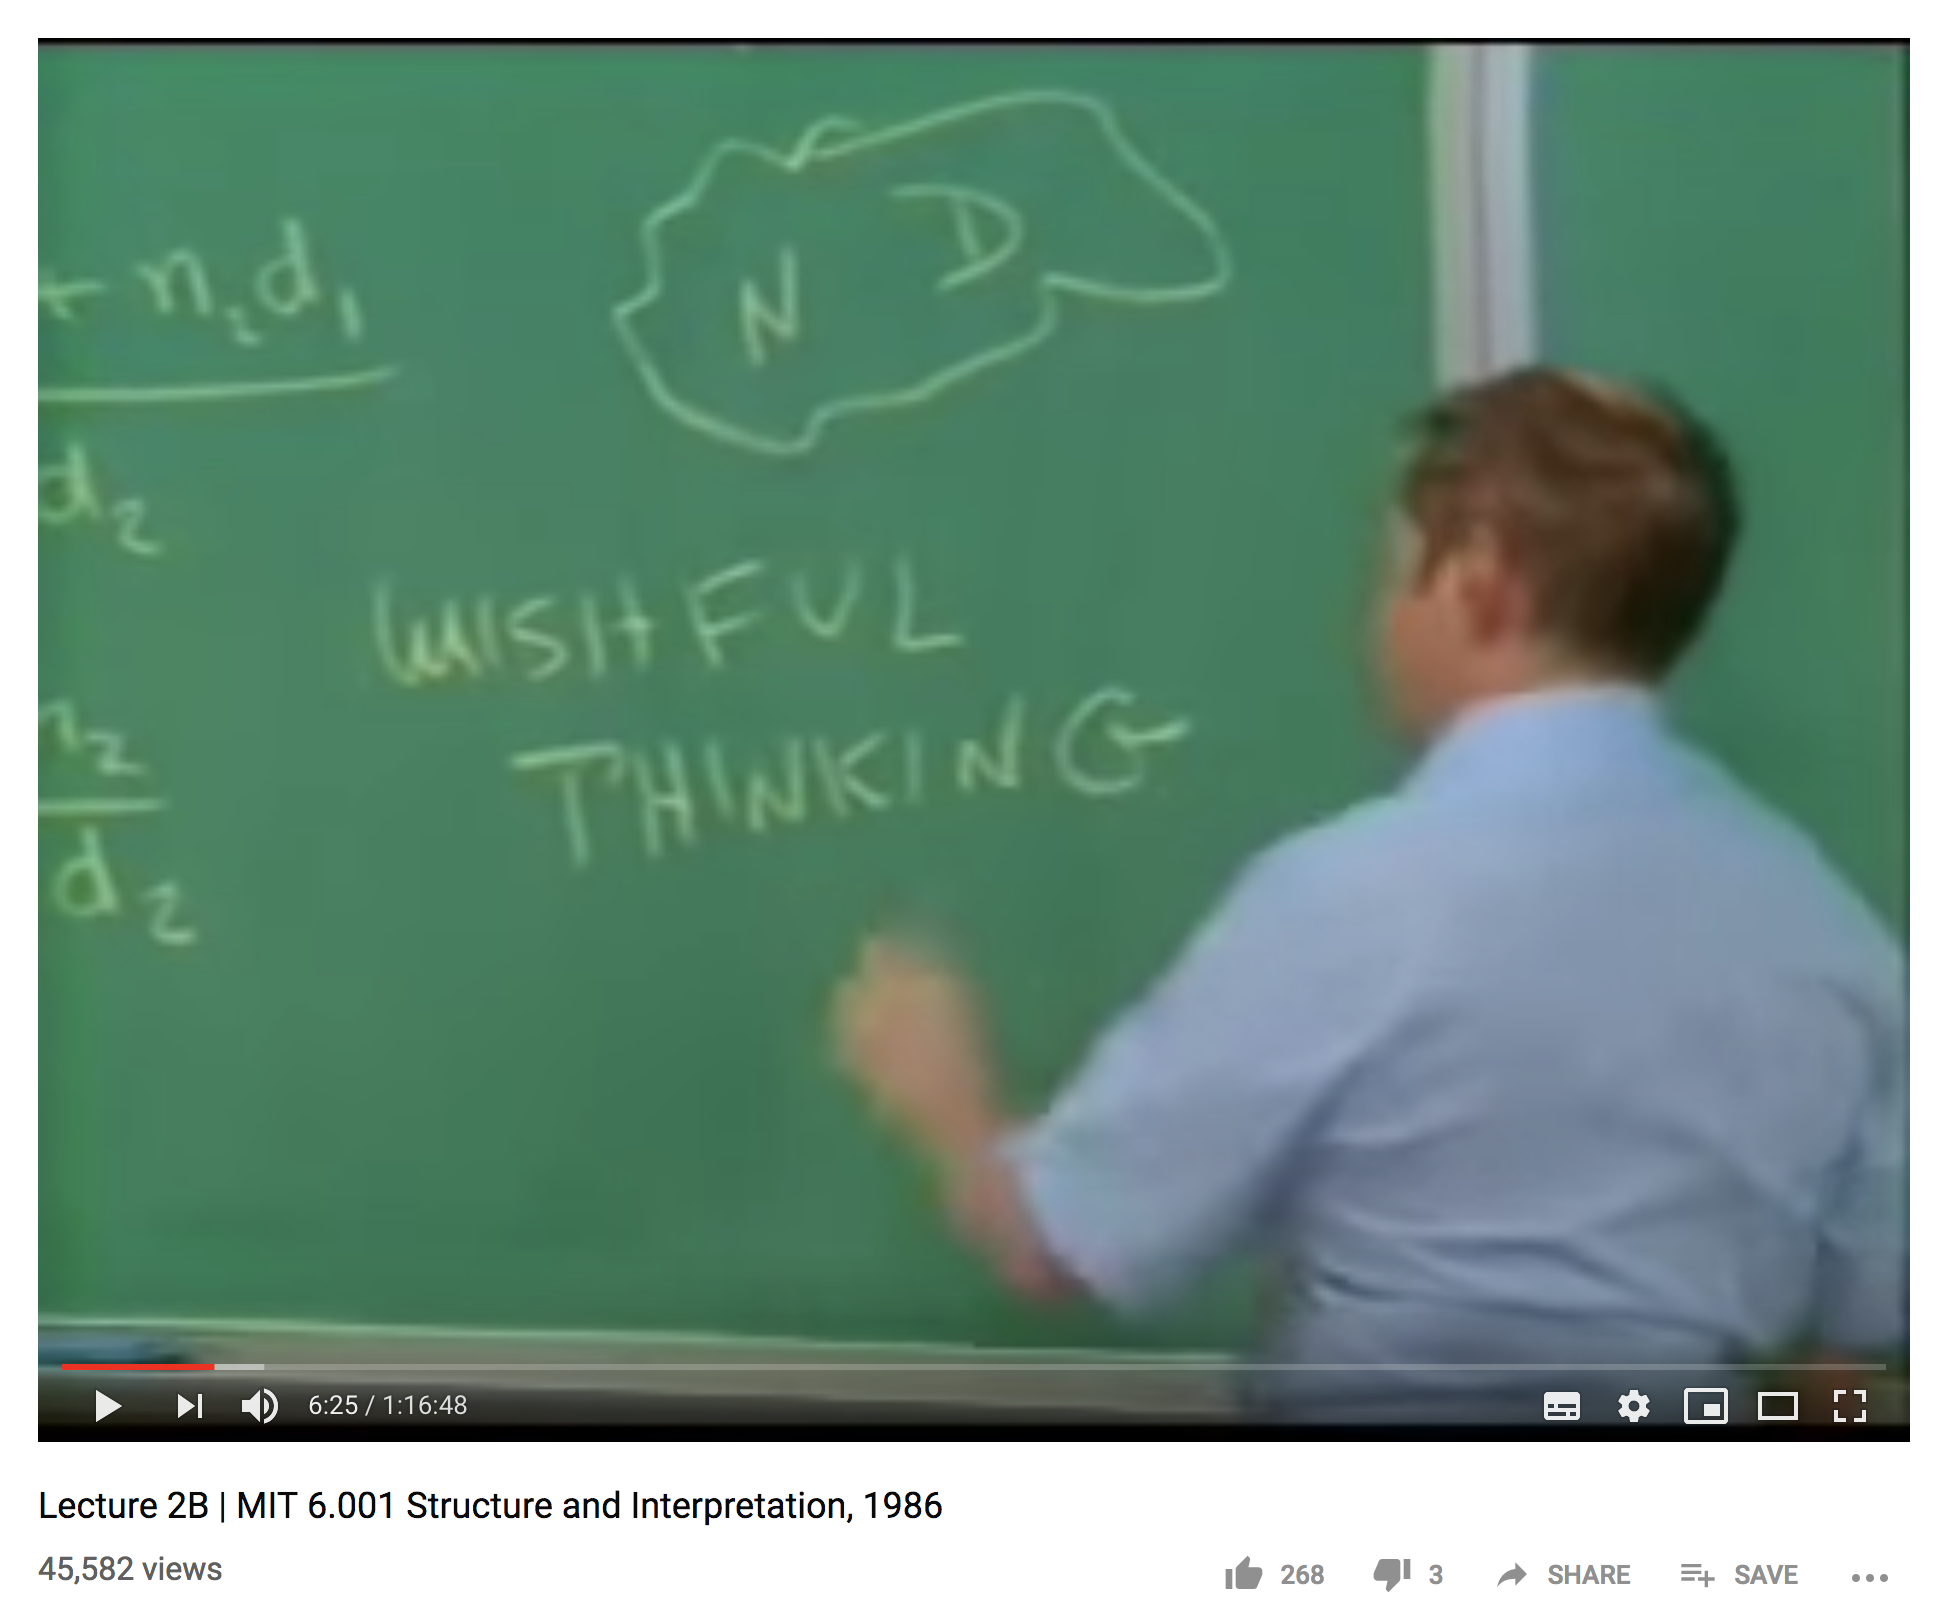 + n₂d₁
d₂
N D
WISHFUL
THINKING
n₂
d₂
6:25 / 1:16:48
Lecture 2B | MIT 6.001 Structure and Interpretation, 1986
45,582 views
268
3
SHARE
SAVE